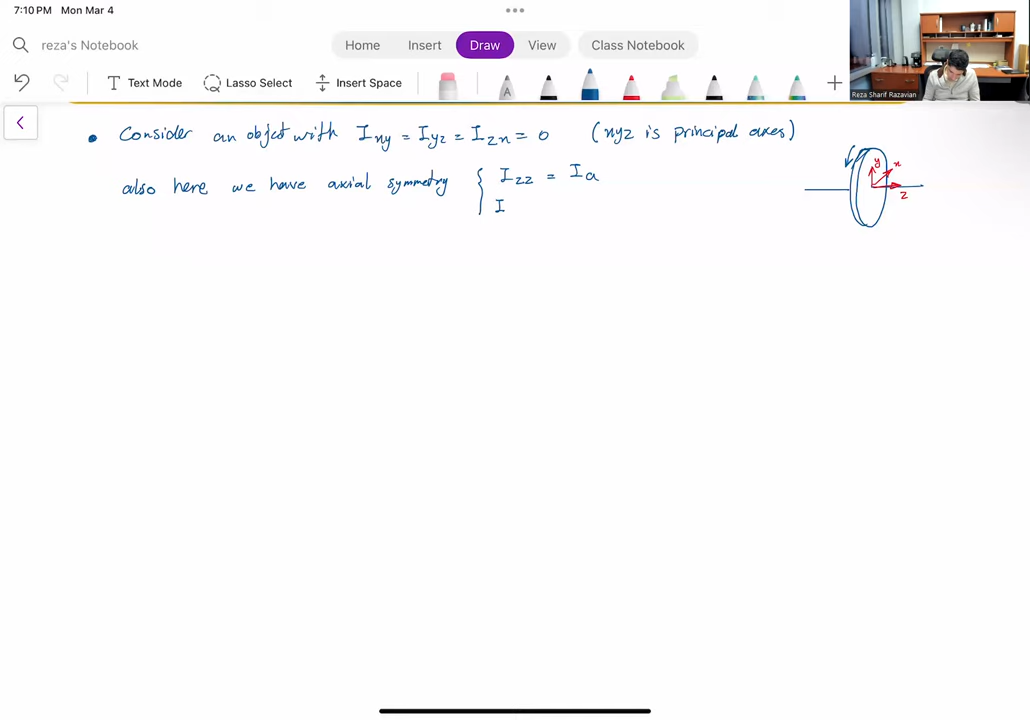 7:10 PM Mon Mar 4
reza's Notebook
Home Insert Draw View Class Notebook
Text Mode Lasso Select Insert Space
A
Reza Sharif Razavian
• Consider an object with Ixy = Iyz = Izx = 0 (xyz is principal axes)
also here we have axial symmetry { Izz = Ia
I
y x
z